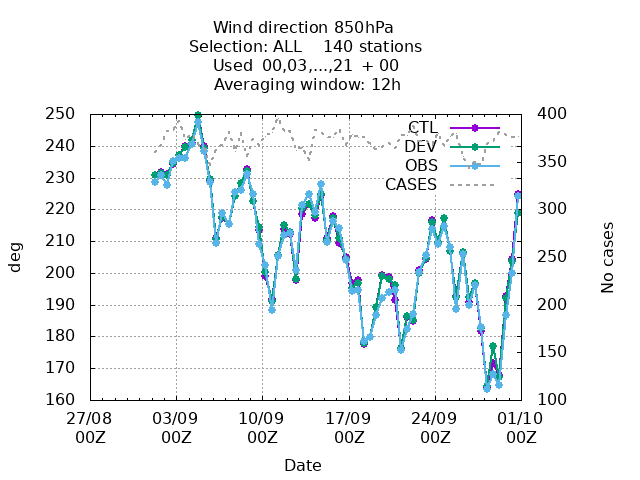 Wind direction 850hPa
Selection: ALL 140 stations
Used 00,03,...,21 + 00
Averaging window: 12h
250 400
CTL
240
DEV
350
230
OBS
CASES
220 300
210
250
200
190 200
180
150
170
160 100
deg
No cases
27/08 03/09 10/09 17/09 24/09 01/10
00Z 00Z 00Z 00Z 00Z 00Z
Date